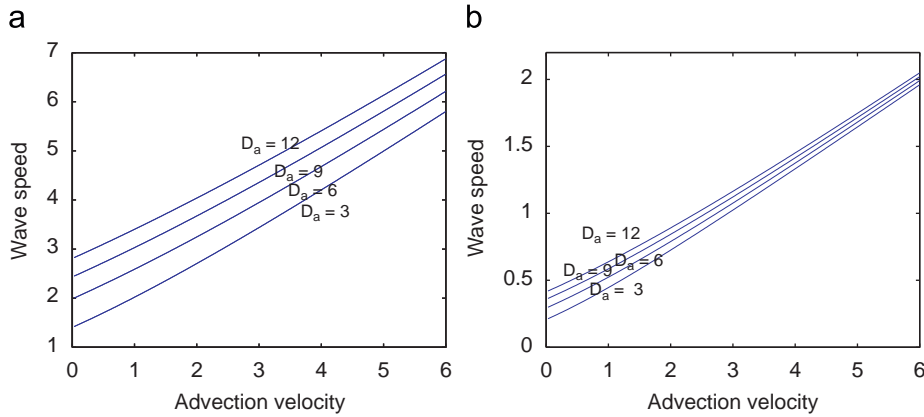 a
7
6
5
4
3
2
1
Wave speed
D_a = 12
D_a = 9
D_a = 6
D_a = 3
0 1 2 3 4 5 6
Advection velocity
b
2
1.5
1
0.5
0
Wave speed
D_a = 12
D_a = 6
D_a = 9
D_a = 3
0 1 2 3 4 5 6
Advection velocity